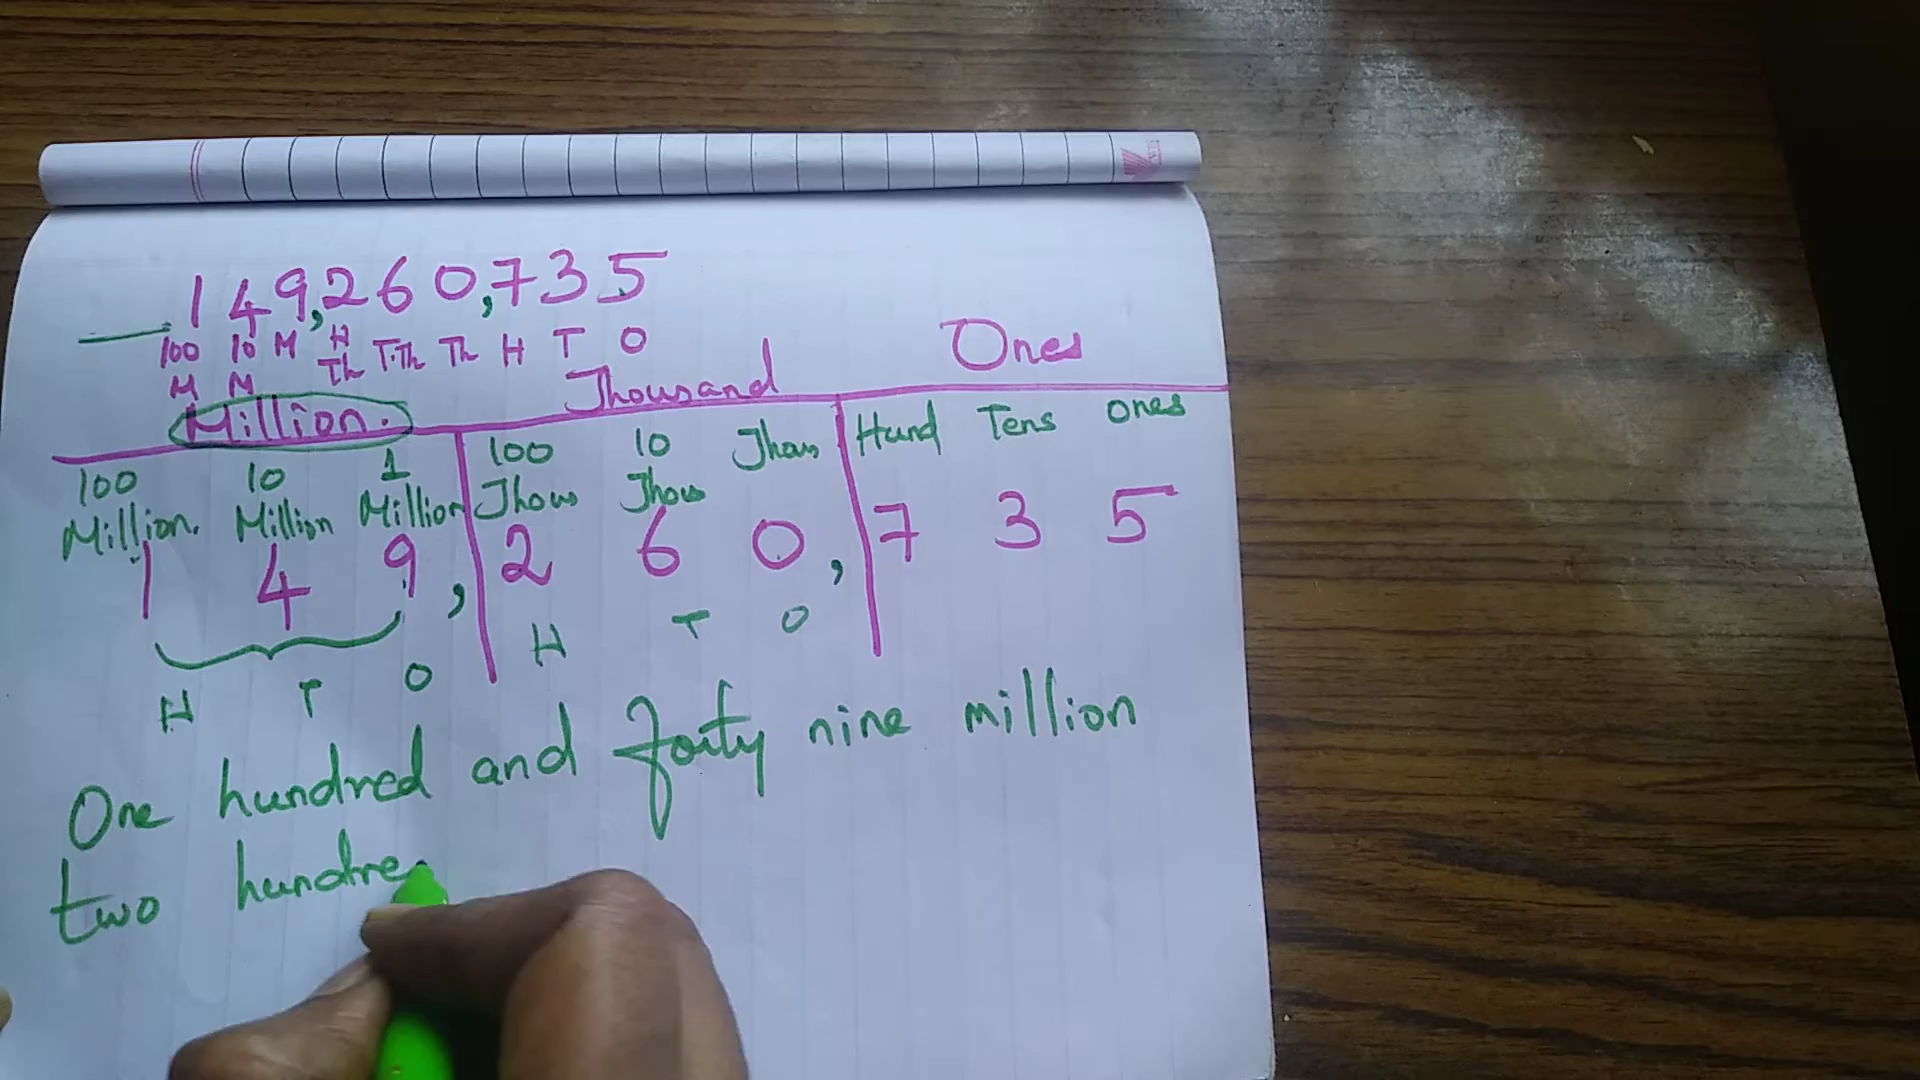 149,260,735
100 10 M H T.Th Th H T O
M M Th
Million. Thousand Ones
100 10 1 100 10 Thous Hund Tens Ones
Million. Million Million Thous Thous
1 4 9, 2 6 0, 7 3 5
H T O H T O
One hundred and forty nine million
two hundre